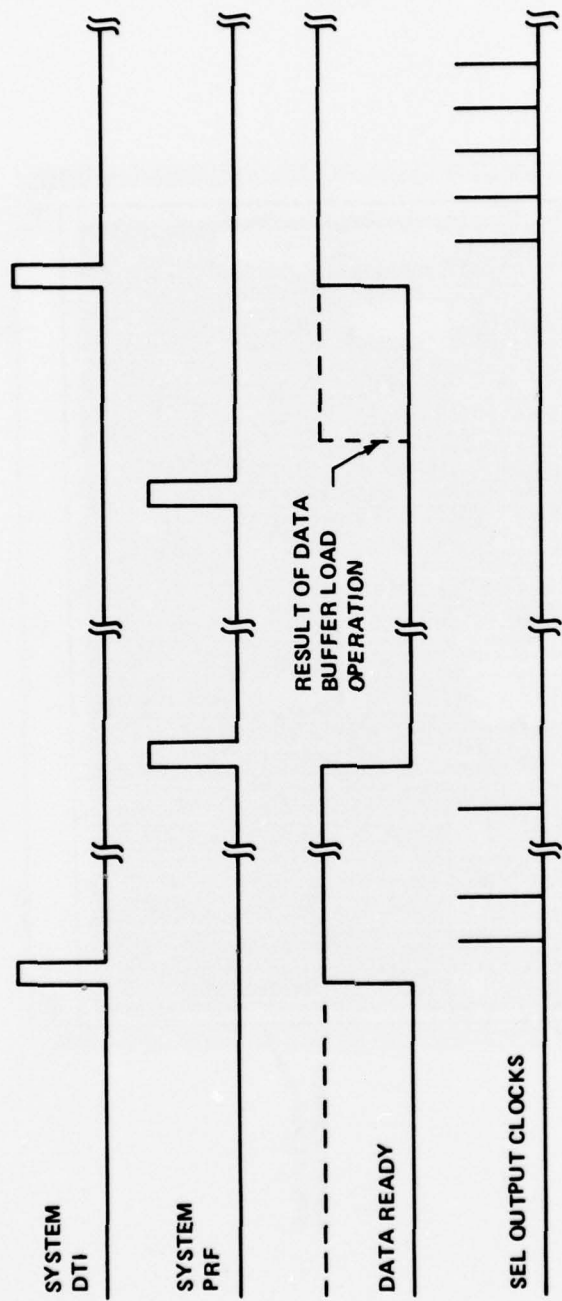 SYSTEM
DTI
SYSTEM
PRF
RESULT OF DATA
BUFFER LOAD
OPERATION
DATA READY
SEL OUTPUT CLOCKS